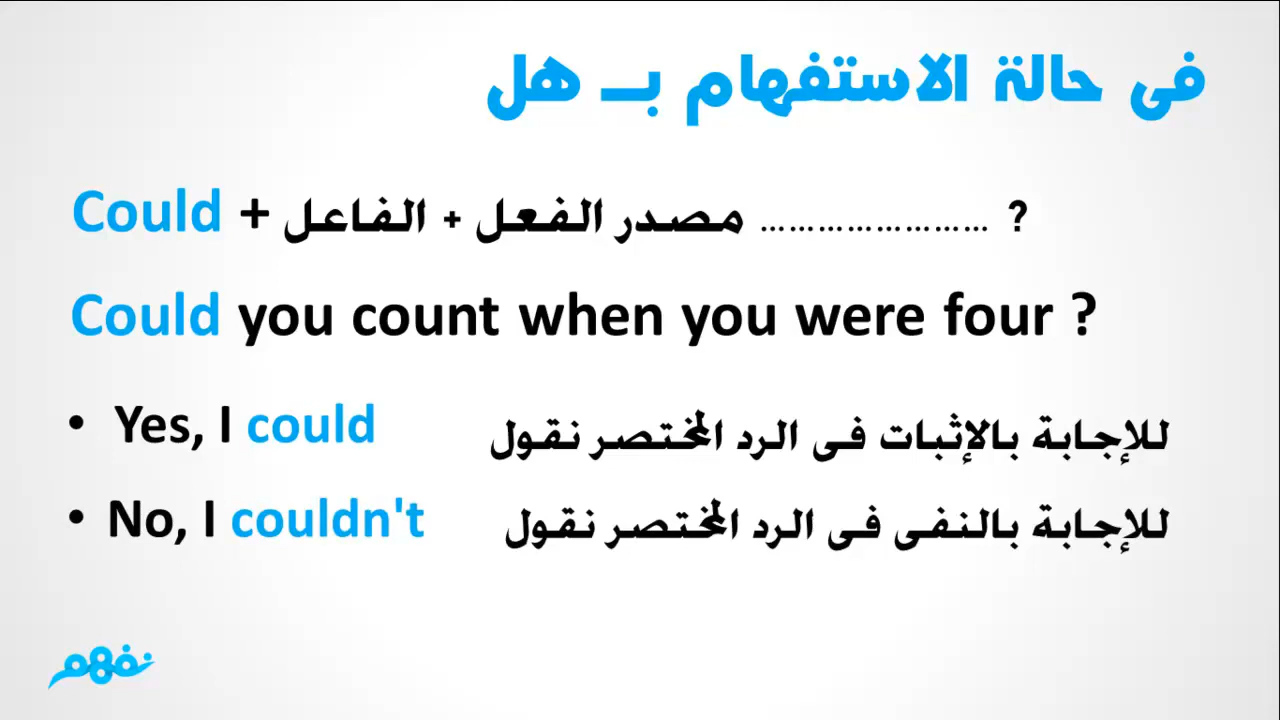 فى حالة الاستفهام بـ هل
Could + الفاعل + مصدر الفعل ..................... ?
Could you count when you were four ?
• Yes, I could للإجابة بالإثبات فى الرد المختصر نقول
• No, I couldn't للإجابة بالنفى فى الرد المختصر نقول
نفهم